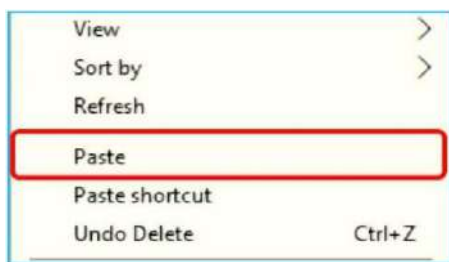 View
Sort by
Refresh
Paste
Paste shortcut
Undo Delete Ctrl+Z